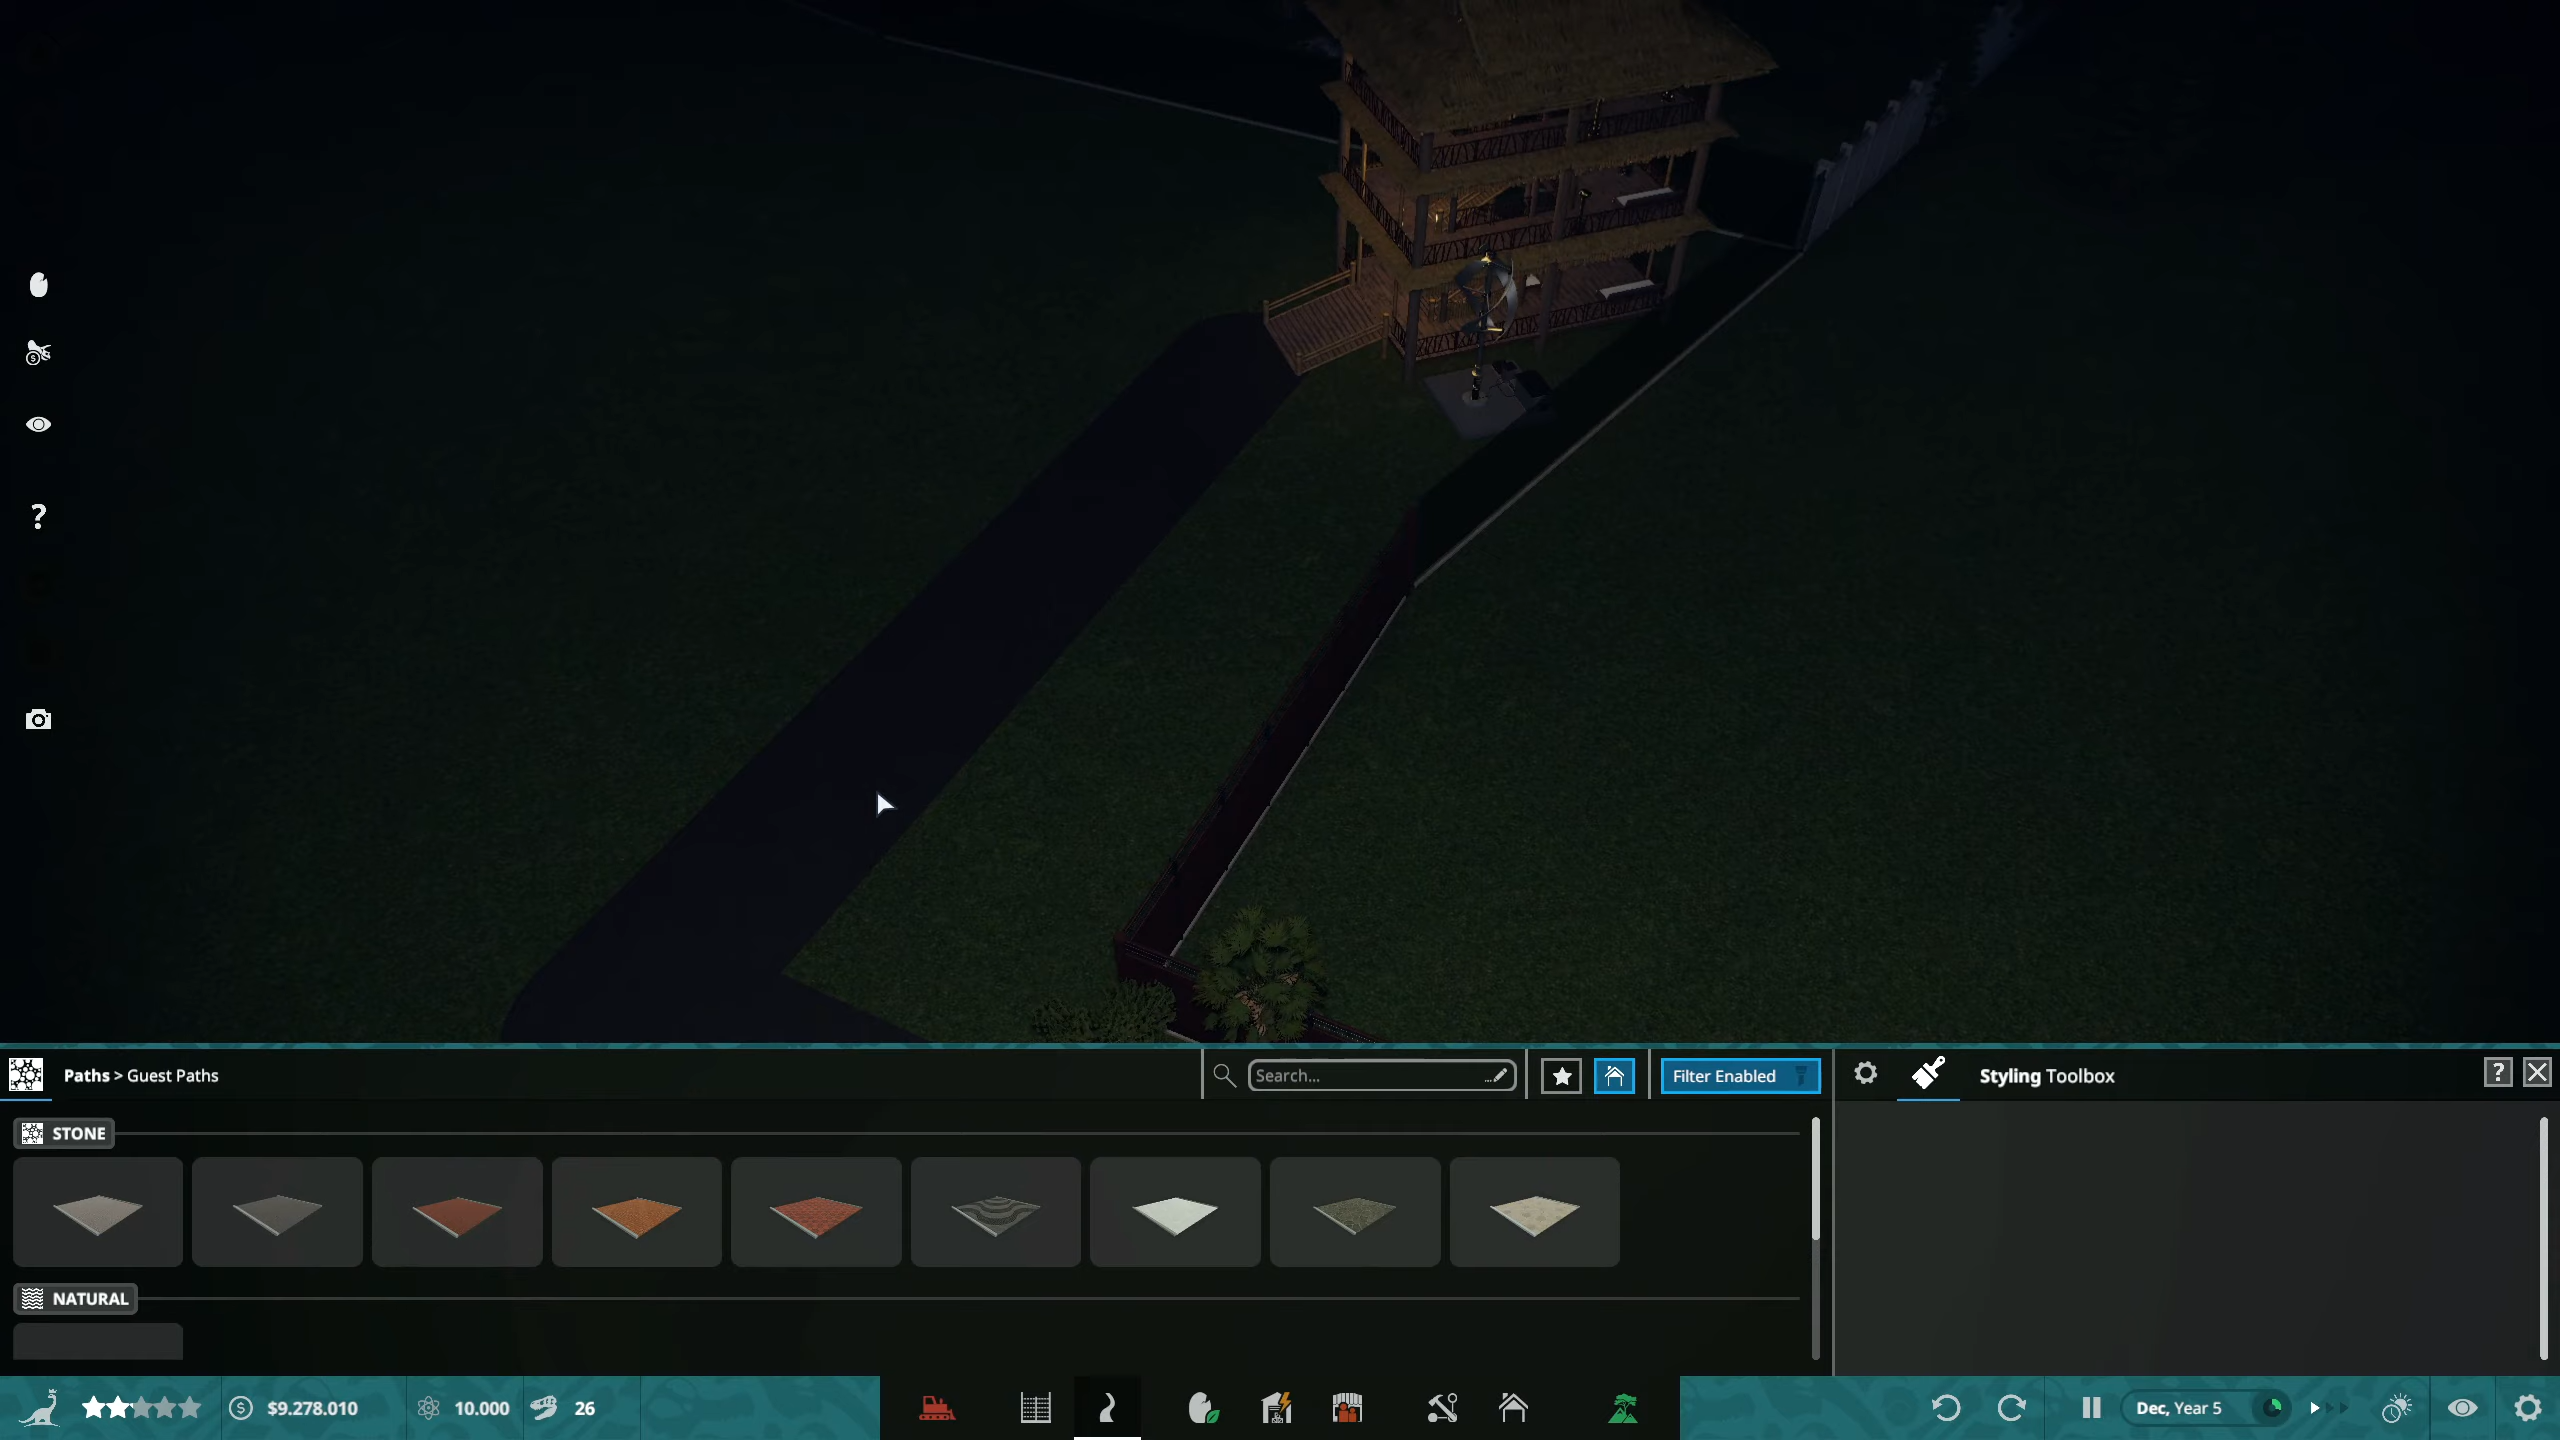 ?
Paths > Guest Paths
Search...
...
Filter Enabled
Styling Toolbox
?
STONE
NATURAL
$9.278.010
10.000
26
Dec, Year 5